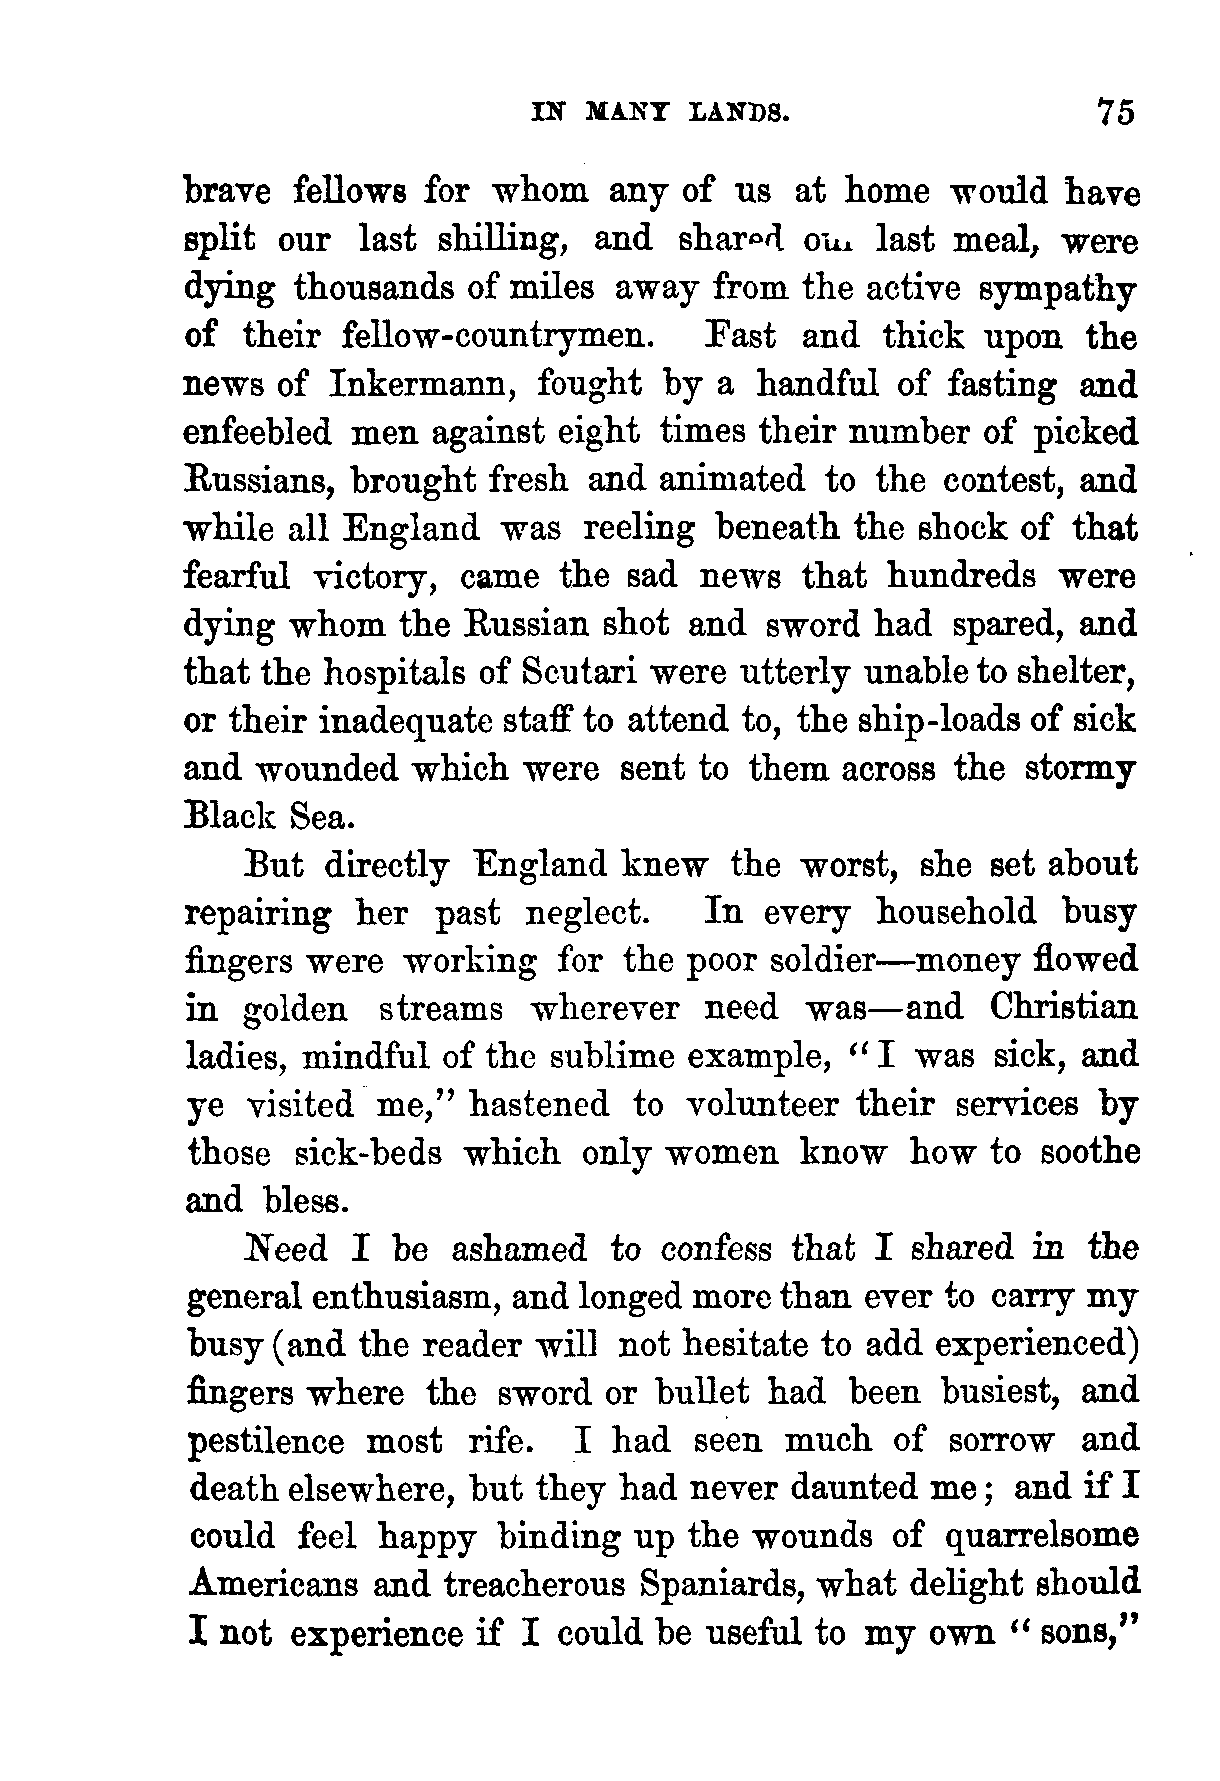 IN MANY LANDS. 75
brave fellows for whom any of us at home would have
split our last shilling, and shared our last meal, were
dying thousands of miles away from the active sympathy
of their fellow-countrymen. Fast and thick upon the
news of Inkermann, fought by a handful of fasting and
enfeebled men against eight times their number of picked
Russians, brought fresh and animated to the contest, and
while all England was reeling beneath the shock of that
fearful victory, came the sad news that hundreds were
dying whom the Russian shot and sword had spared, and
that the hospitals of Scutari were utterly unable to shelter,
or their inadequate staff to attend to, the ship-loads of sick
and wounded which were sent to them across the stormy
Black Sea.
But directly England knew the worst, she set about
repairing her past neglect. In every household busy
fingers were working for the poor soldier—money flowed
in golden streams wherever need was—and Christian
ladies, mindful of the sublime example, "I was sick, and
ye visited me," hastened to volunteer their services by
those sick-beds which only women know how to soothe
and bless.
Need I be ashamed to confess that I shared in the
general enthusiasm, and longed more than ever to carry my
busy (and the reader will not hesitate to add experienced)
fingers where the sword or bullet had been busiest, and
pestilence most rife. I had seen much of sorrow and
death elsewhere, but they had never daunted me; and if I
could feel happy binding up the wounds of quarrelsome
Americans and treacherous Spaniards, what delight should
I not experience if I could be useful to my own "sons,"